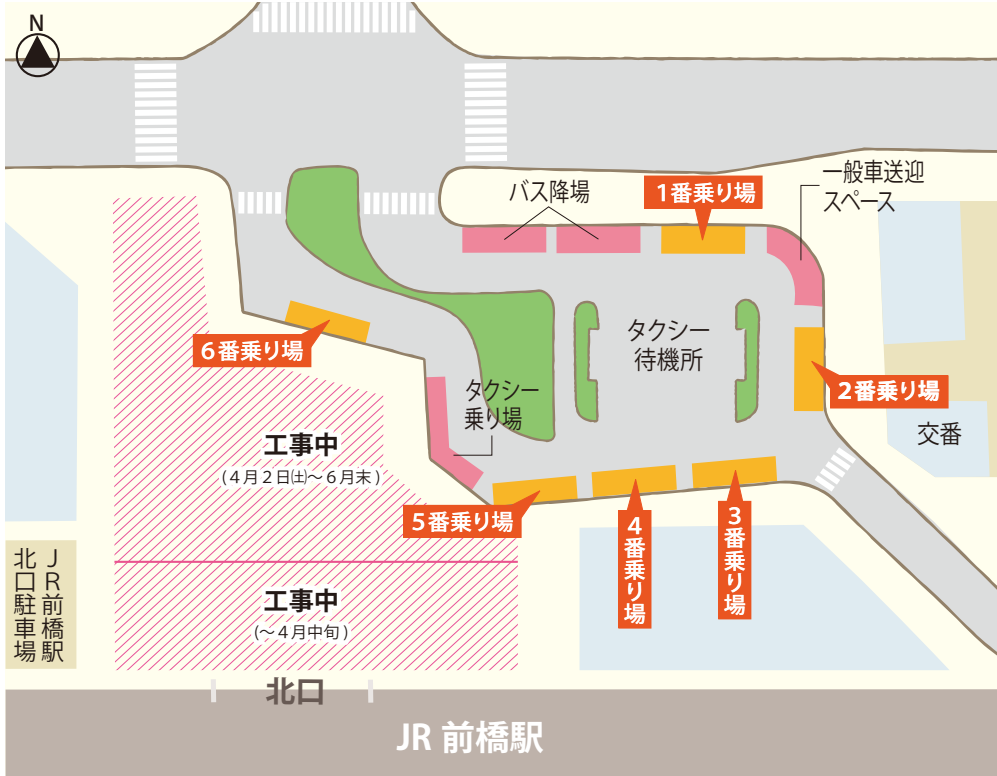 N
バス降場
1番乗り場
一般車送迎
スペース
6番乗り場
タクシー
待機所
2番乗り場
タクシー
乗り場
交番
工事中
(4月2日㈯～6月末)
5番乗り場
4番乗り場
3番乗り場
JR前橋駅
北口駐車場
工事中
(～4月中旬)
北口
JR 前橋駅